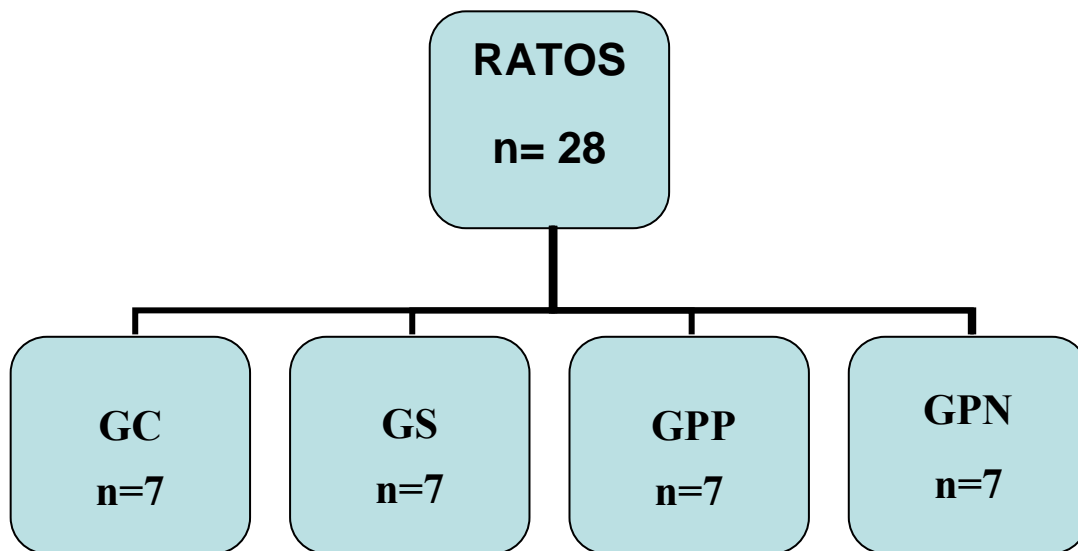 RATOS
n= 28
GC
n=7
GS
n=7
GPP
n=7
GPN
n=7